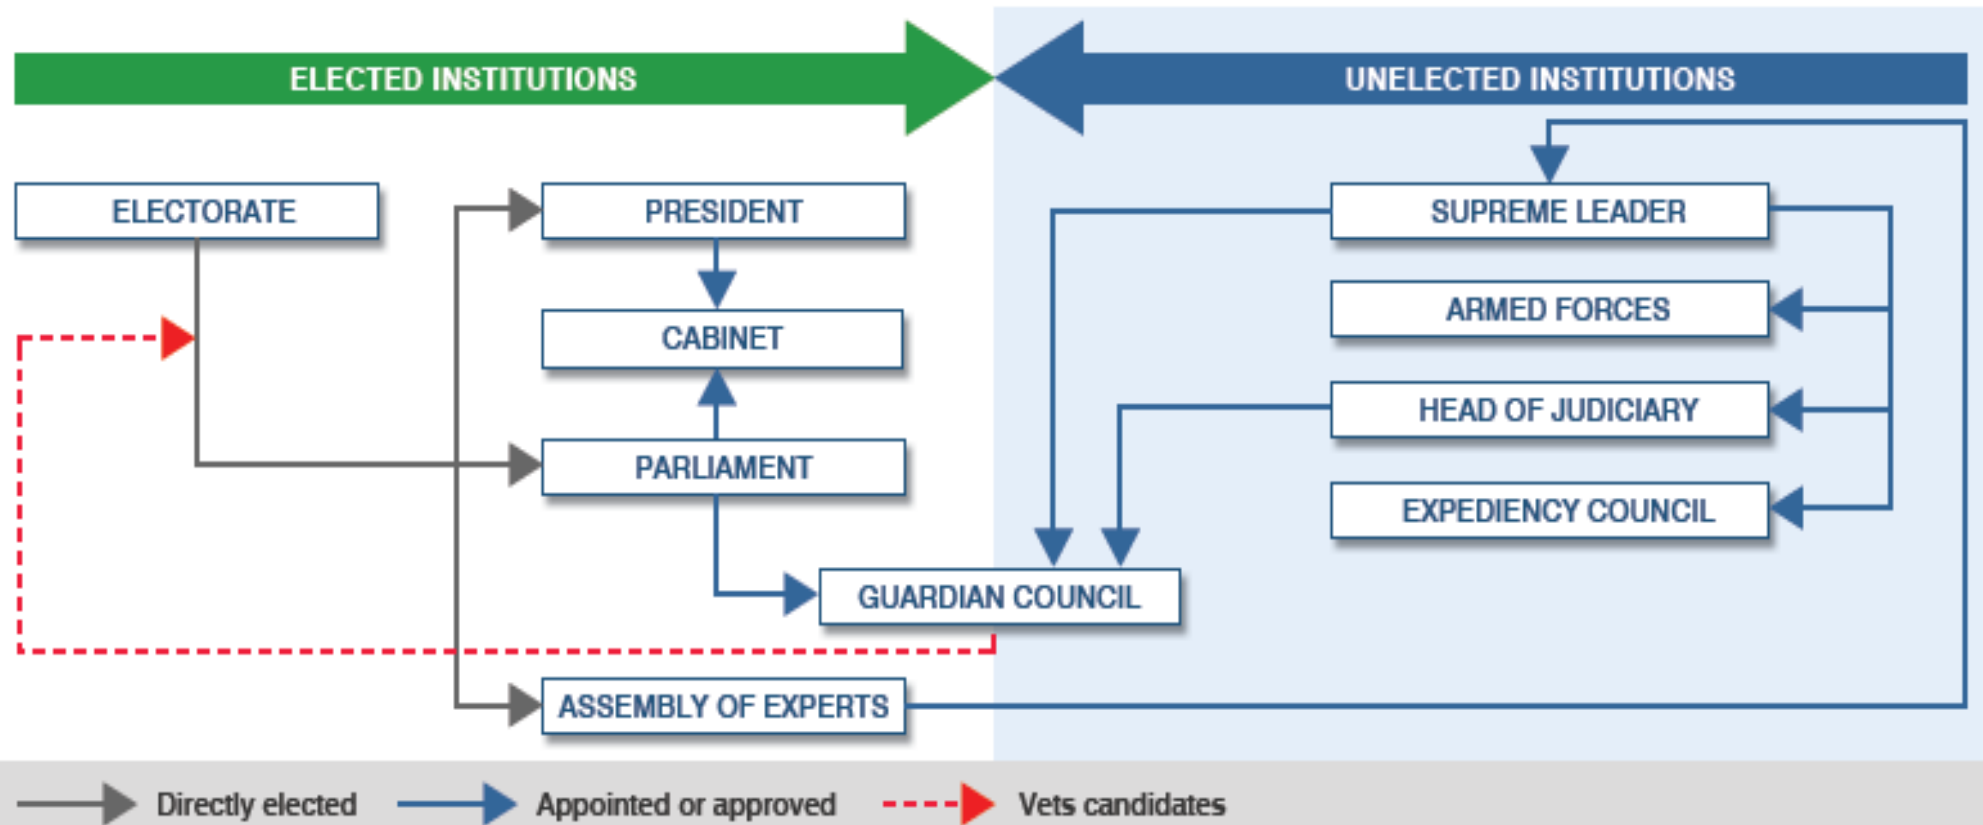 ELECTED INSTITUTIONS
UNELECTED INSTITUTIONS
ELECTORATE
PRESIDENT
SUPREME LEADER
CABINET
ARMED FORCES
PARLIAMENT
HEAD OF JUDICIARY
EXPEDIENCY COUNCIL
GUARDIAN COUNCIL
ASSEMBLY OF EXPERTS
Directly elected
Appointed or approved
Vets candidates